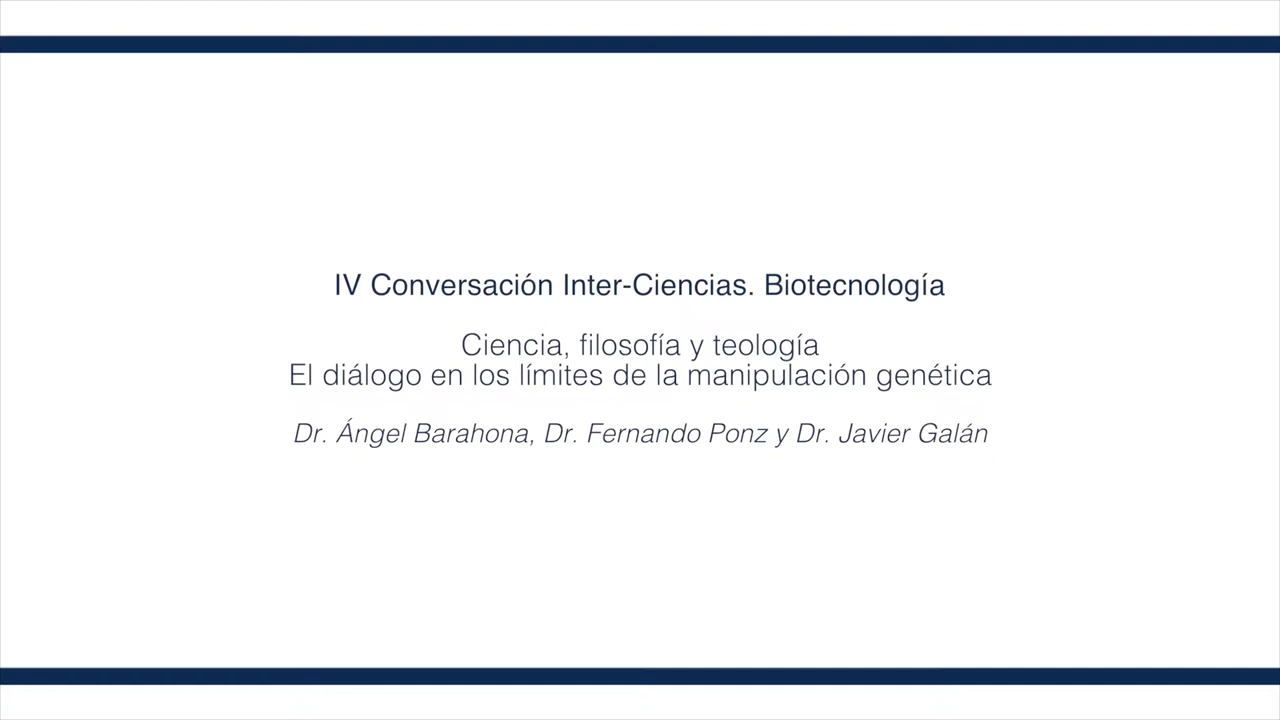 IV Conversación Inter-Ciencias. Biotecnología
Ciencia, filosofía y teología
El diálogo en los límites de la manipulación genética
Dr. Ángel Barahona, Dr. Fernando Ponz y Dr. Javier Galán